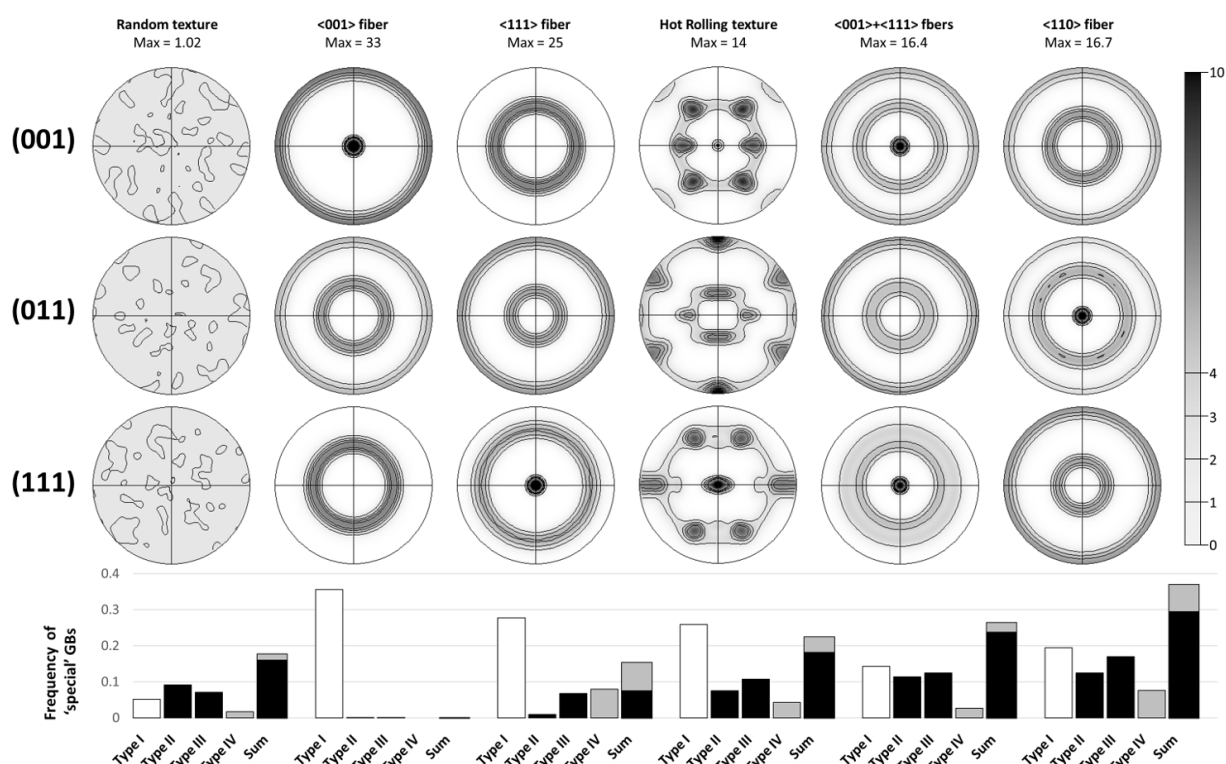 Random texture
Max = 1.02
<001> fiber
Max = 33
<111> fiber
Max = 25
Hot Rolling texture
Max = 14
<001>+<111> fbers
Max = 16.4
<110> fiber
Max = 16.7
(001)
(011)
(111)
10
4
3
2
1
0
Frequency of
'special' GBs
0.4
0.3
0.2
0.1
0
Type I
Type II
Type III
Type IV
Sum
Type I
Type II
Type III
Type IV
Sum
Type I
Type II
Type III
Type IV
Sum
Type I
Type II
Type III
Type IV
Sum
Type I
Type II
Type III
Type IV
Sum
Type I
Type II
Type III
Type IV
Sum